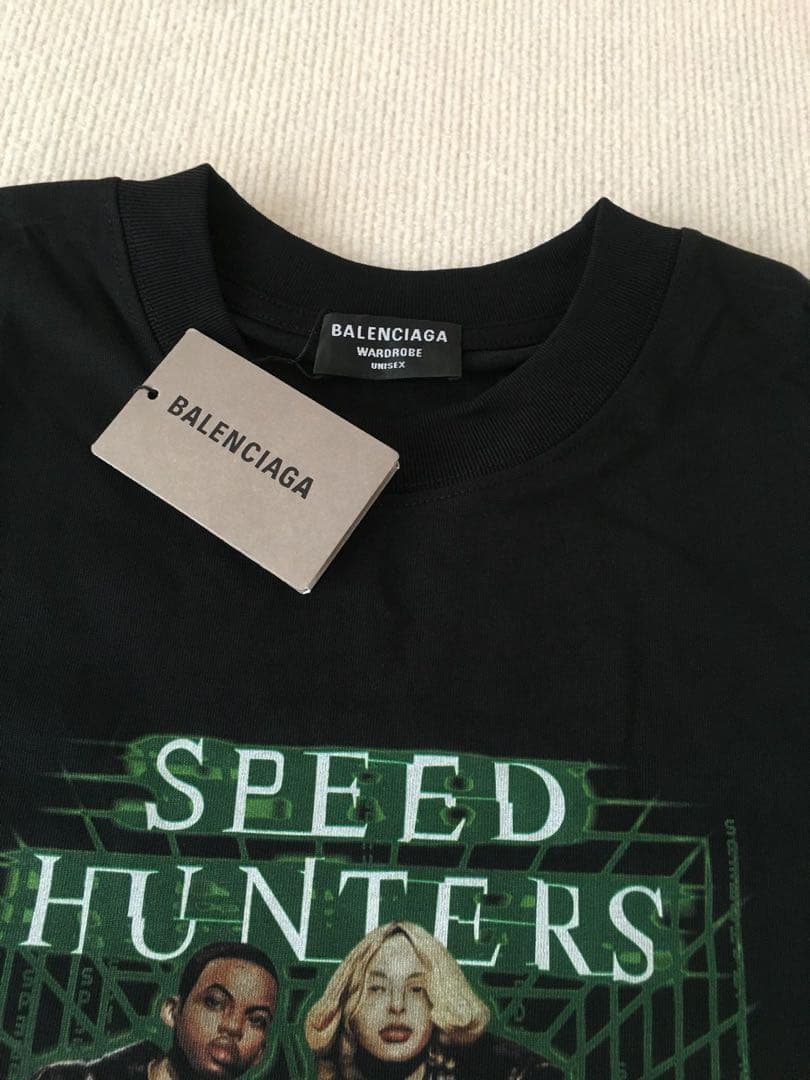 BALENCIAGA
WARDROBE
UNISEX
BALENCIAGA
SPEED
HUNTERS